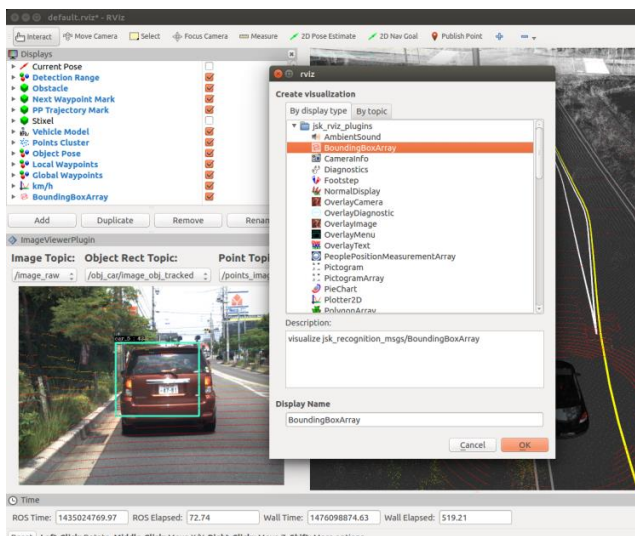 default.rviz* - RViz
Interact Move Camera Select Focus Camera Measure 2D Pose Estimate 2D Nav Goal Publish Point
Displays
Current Pose
Detection Range
Obstacle
Next Waypoint Mark
PP Trajectory Mark
Stixel
Vehicle Model
Points Cluster
Object Pose
Local Waypoints
Global Waypoints
km/h
BoundingBoxArray
Add Duplicate Remove Renam
ImageViewerPlugin
Image Topic: Object Rect Topic: Point Topi
/image_raw /obj_car/image_obj_tracked /points_imag
rviz
Create visualization
By display type By topic
jsk_rviz_plugins
AmbientSound
BoundingBoxArray
CameraInfo
Diagnostics
Footstep
NormalDisplay
OverlayCamera
OverlayDiagnostic
OverlayImage
OverlayMenu
OverlayText
PeoplePositionMeasurementArray
Pictogram
PictogramArray
PieChart
Plotter2D
PolygonArray
Description:
visualize jsk_recognition_msgs/BoundingBoxArray
Display Name
BoundingBoxArray
Cancel OK
Time
ROS Time: 1435024769.97 ROS Elapsed: 72.74 Wall Time: 1476098874.63 Wall Elapsed: 519.21